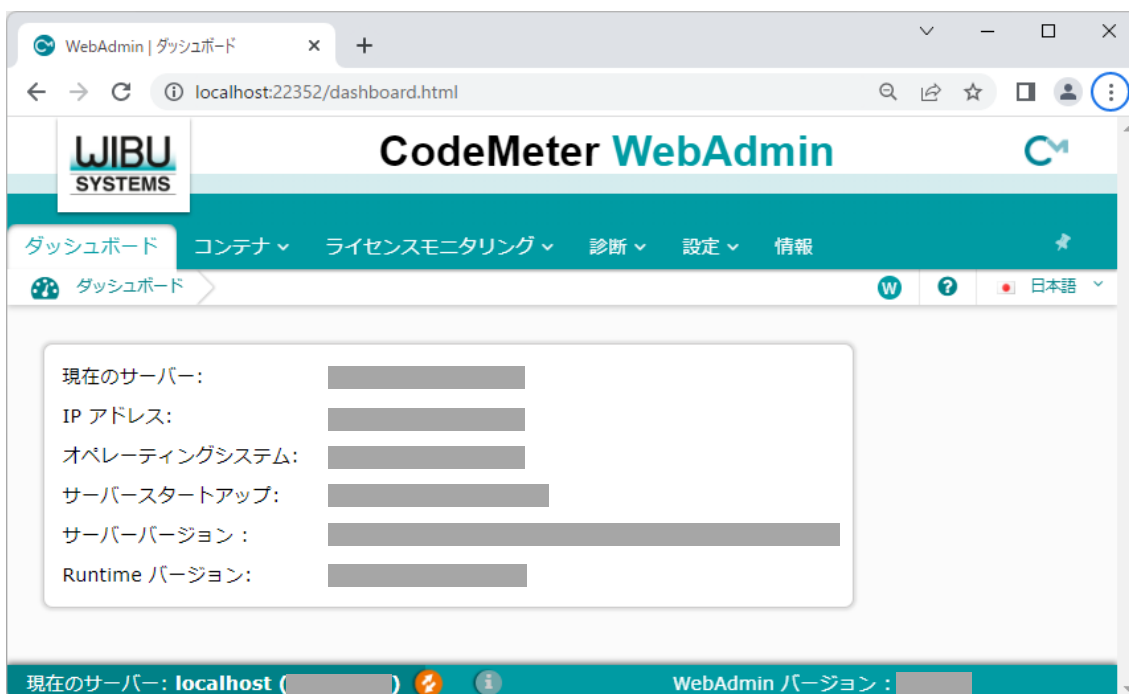 WebAdmin | ダッシュボード
localhost:22352/dashboard.html
WIBU
SYSTEMS
CodeMeter WebAdmin
CM
ダッシュボード コンテナ ライセンスモニタリング 診断 設定 情報
ダッシュボード W ? 日本語
現在のサーバー:
IP アドレス:
オペレーティングシステム:
サーバースタートアップ:
サーバーバージョン :
Runtime バージョン:
現在のサーバー: localhost ( ) i WebAdmin バージョン :